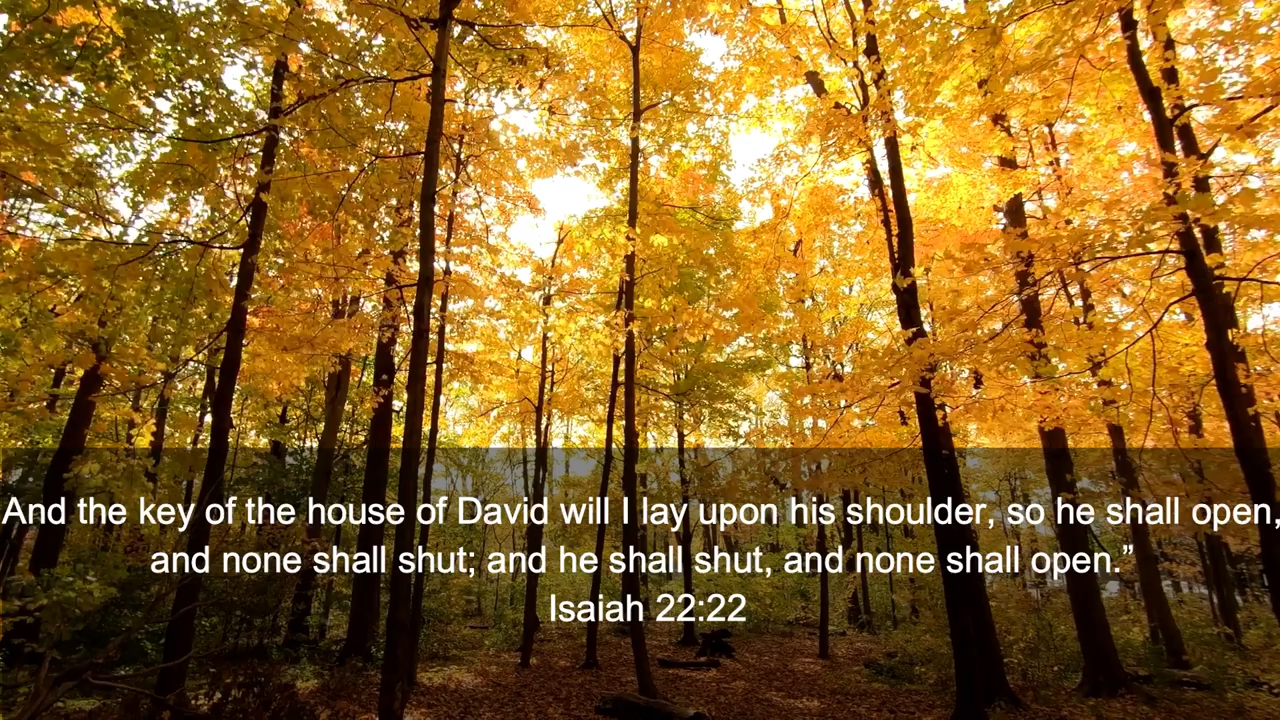 And the key of the house of David will I lay upon his shoulder, so he shall open,
and none shall shut; and he shall shut, and none shall open.”
Isaiah 22:22